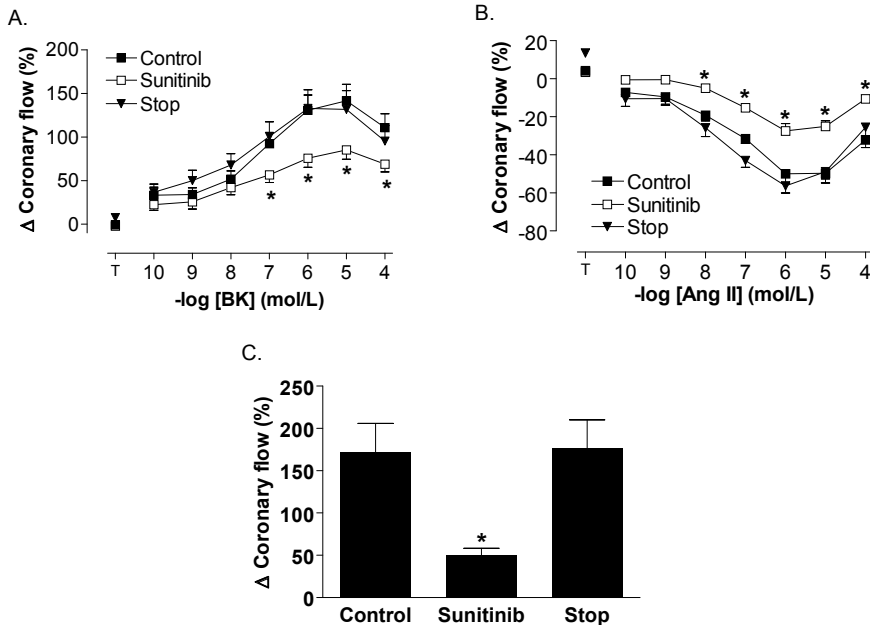 A.
Δ Coronary flow (%)
200
150
100
50
0
Control
Sunitinib
Stop
*
*
*
*
T 10 9 8 7 6 5 4
-log [BK] (mol/L)
B.
Δ Coronary flow (%)
20
0
-20
-40
-60
-80
*
*
*
*
*
Control
Sunitinib
Stop
T 10 9 8 7 6 5 4
-log [Ang II] (mol/L)
C.
Δ Coronary flow (%)
250
200
150
100
50
0
*
Control Sunitinib Stop